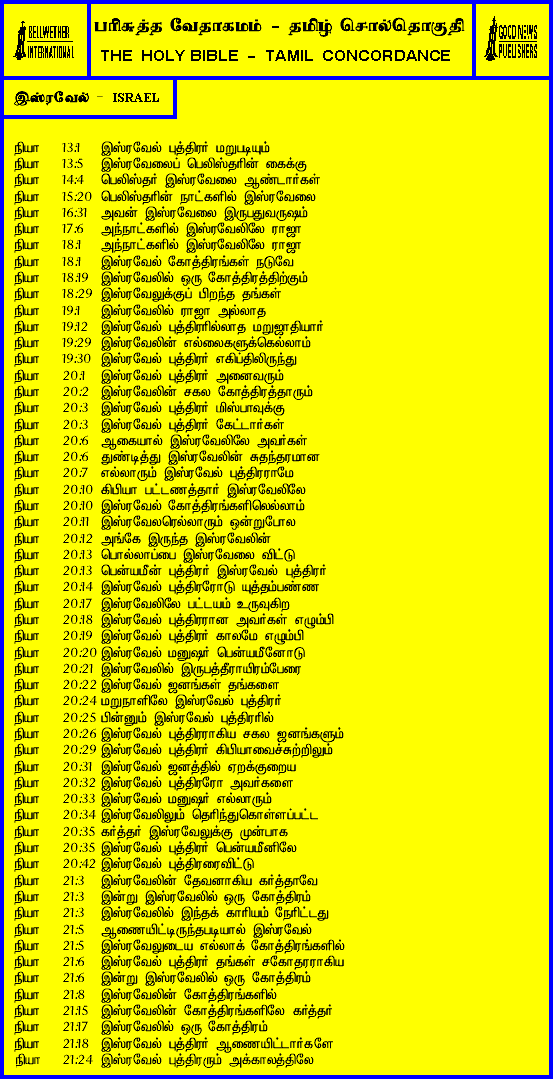 BELLWETHER
INTERNATIONAL
பரிசுத்த வேதாகமம் - தமிழ் சொல்தொகுதி
THE HOLY BIBLE - TAMIL CONCORDANCE
GOOD NEWS
PUBLISHERS
இஸ்ரவேல் - ISRAEL
நியா 13:1 இஸ்ரவேல் புத்திரர் மறுபடியும்
நியா 13:5 இஸ்ரவேலைப் பெலிஸ்தரின் கைக்கு
நியா 14:4 பெலிஸ்தர் இஸ்ரவேலை ஆண்டார்கள்
நியா 15:20 பெலிஸ்தரின் நாட்களில் இஸ்ரவேலை
நியா 16:31 அவன் இஸ்ரவேலை இருபதுவருஷம்
நியா 17:6 அந்நாட்களில் இஸ்ரவேலிலே ராஜா
நியா 18:1 அந்நாட்களில் இஸ்ரவேலிலே ராஜா
நியா 18:1 இஸ்ரவேல் கோத்திரங்கள் நடுவே
நியா 18:19 இஸ்ரவேலில் ஒரு கோத்திரத்திற்கும்
நியா 18:29 இஸ்ரவேலுக்குப் பிறந்த தங்கள்
நியா 19:1 இஸ்ரவேலில் ராஜா அல்லாத
நியா 19:12 இஸ்ரவேல் புத்திரரில்லாத மறுஜாதியார்
நியா 19:29 இஸ்ரவேலின் எல்லைகளுக்கெல்லாம்
நியா 19:30 இஸ்ரவேல் புத்திரர் எகிப்திலிருந்து
நியா 20:1 இஸ்ரவேல் புத்திரர் அனைவரும்
நியா 20:2 இஸ்ரவேலின் சகல கோத்திரத்தாரும்
நியா 20:3 இஸ்ரவேல் புத்திரர் மிஸ்பாவுக்கு
நியா 20:3 இஸ்ரவேல் புத்திரர் கேட்டார்கள்
நியா 20:6 ஆகையால் இஸ்ரவேலிலே அவர்கள்
நியா 20:6 துண்டித்து இஸ்ரவேலின் சுதந்தரமான
நியா 20:7 எல்லாரும் இஸ்ரவேல் புத்திரராமே
நியா 20:10 கிபியா பட்டணத்தார் இஸ்ரவேலிலே
நியா 20:10 இஸ்ரவேல் கோத்திரங்களிலெல்லாம்
நியா 20:11 இஸ்ரவேலரெல்லாரும் ஒன்றுபோல
நியா 20:12 அங்கே இருந்த இஸ்ரவேலின்
நியா 20:13 பொல்லாப்பை இஸ்ரவேலை விட்டு
நியா 20:13 பென்யமீன் புத்திரர் இஸ்ரவேல் புத்திரர்
நியா 20:14 இஸ்ரவேல் புத்திரரோடு யுத்தம்பண்ண
நியா 20:17 இஸ்ரவேலிலே பட்டயம் உருவுகிற
நியா 20:18 இஸ்ரவேல் புத்திரரான அவர்கள் எழும்பி
நியா 20:19 இஸ்ரவேல் புத்திரர் காலமே எழும்பி
நியா 20:20 இஸ்ரவேல் மனுஷர் பென்யமீனோடு
நியா 20:21 இஸ்ரவேலில் இருபத்தீராயிரம்பேரை
நியா 20:22 இஸ்ரவேல் ஜனங்கள் தங்களை
நியா 20:24 மறுநாளிலே இஸ்ரவேல் புத்திரர்
நியா 20:25 பின்னும் இஸ்ரவேல் புத்திரரில்
நியா 20:26 இஸ்ரவேல் புத்திரராகிய சகல ஜனங்களும்
நியா 20:29 இஸ்ரவேல் புத்திரர் கிபியாவைச்சுற்றிலும்
நியா 20:31 இஸ்ரவேல் ஜனத்தில் ஏறக்குறைய
நியா 20:32 இஸ்ரவேல் புத்திரரோ அவர்களை
நியா 20:33 இஸ்ரவேல் மனுஷர் எல்லாரும்
நியா 20:34 இஸ்ரவேலிலும் தெரிந்துகொள்ளப்பட்ட
நியா 20:35 கர்த்தர் இஸ்ரவேலுக்கு முன்பாக
நியா 20:35 இஸ்ரவேல் புத்திரர் பென்யமீனிலே
நியா 20:42 இஸ்ரவேல் புத்திரரைவிட்டு
நியா 21:3 இஸ்ரவேலின் தேவனாகிய கர்த்தாவே
நியா 21:3 இன்று இஸ்ரவேலில் ஒரு கோத்திரம்
நியா 21:3 இஸ்ரவேலில் இந்தக் காரியம் நேரிட்டது
நியா 21:5 ஆணையிட்டிருந்தபடியால் இஸ்ரவேல்
நியா 21:5 இஸ்ரவேலுடைய எல்லாக் கோத்திரங்களில்
நியா 21:6 இஸ்ரவேல் புத்திரர் தங்கள் சகோதரராகிய
நியா 21:6 இன்று இஸ்ரவேலில் ஒரு கோத்திரம்
நியா 21:8 இஸ்ரவேலின் கோத்திரங்களில்
நியா 21:15 இஸ்ரவேலின் கோத்திரங்களிலே கர்த்தர்
நியா 21:17 இஸ்ரவேலில் ஒரு கோத்திரம்
நியா 21:18 இஸ்ரவேல் புத்திரர் ஆணையிட்டார்களே
நியா 21:24 இஸ்ரவேல் புத்திரரும் அக்காலத்திலே